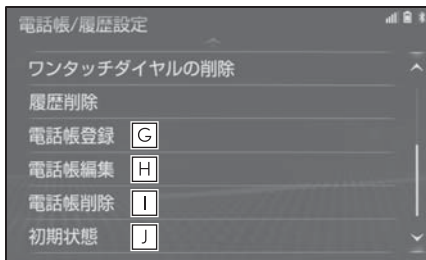 電話帳/履歴設定
ワンタッチダイヤルの削除
履歴削除
電話帳登録 G
電話帳編集 H
電話帳削除 I
初期状態 J